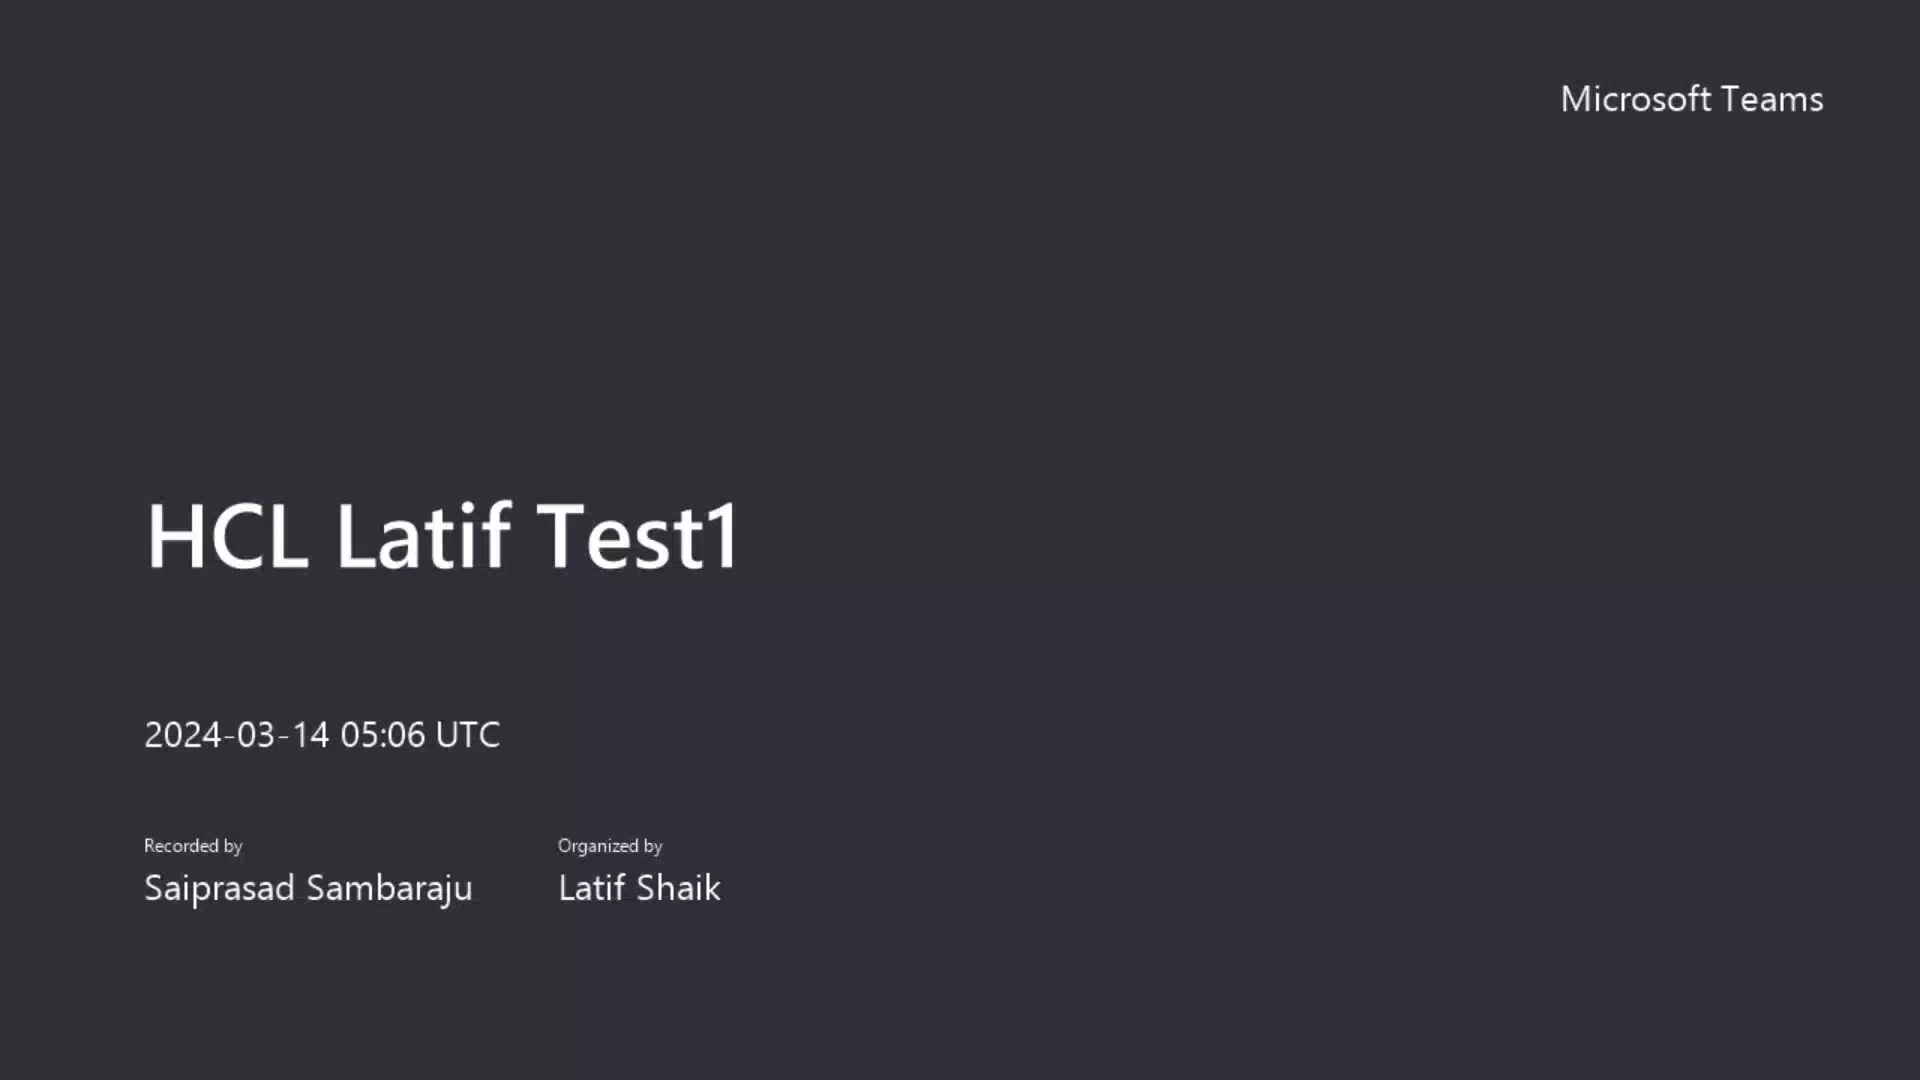 Microsoft Teams
HCL Latif Test1
2024-03-14 05:06 UTC
Recorded by
Saiprasad Sambaraju
Organized by
Latif Shaik